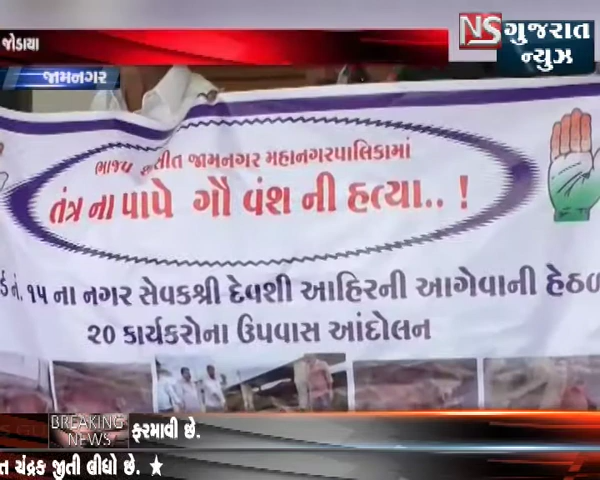 જોડાયા
NS ગુજરાત
ન્યુઝ
જામનગર
ભાજપ જામનગર મહાનગરપાલિકામાં
તંત્ર ના પાપે ગૌ વંશ ની હત્યા.. !
નં. ૧૫ ના નગર સેવકશ્રી દેવશી આહિરની આગેવાની હેઠળ
૨૦ કાર્યકરોના ઉપવાસ આંદોલન
BREAKING
NEWS
ફરમાવી છે.
ચંદ્રક જીતી લીધો છે. ★